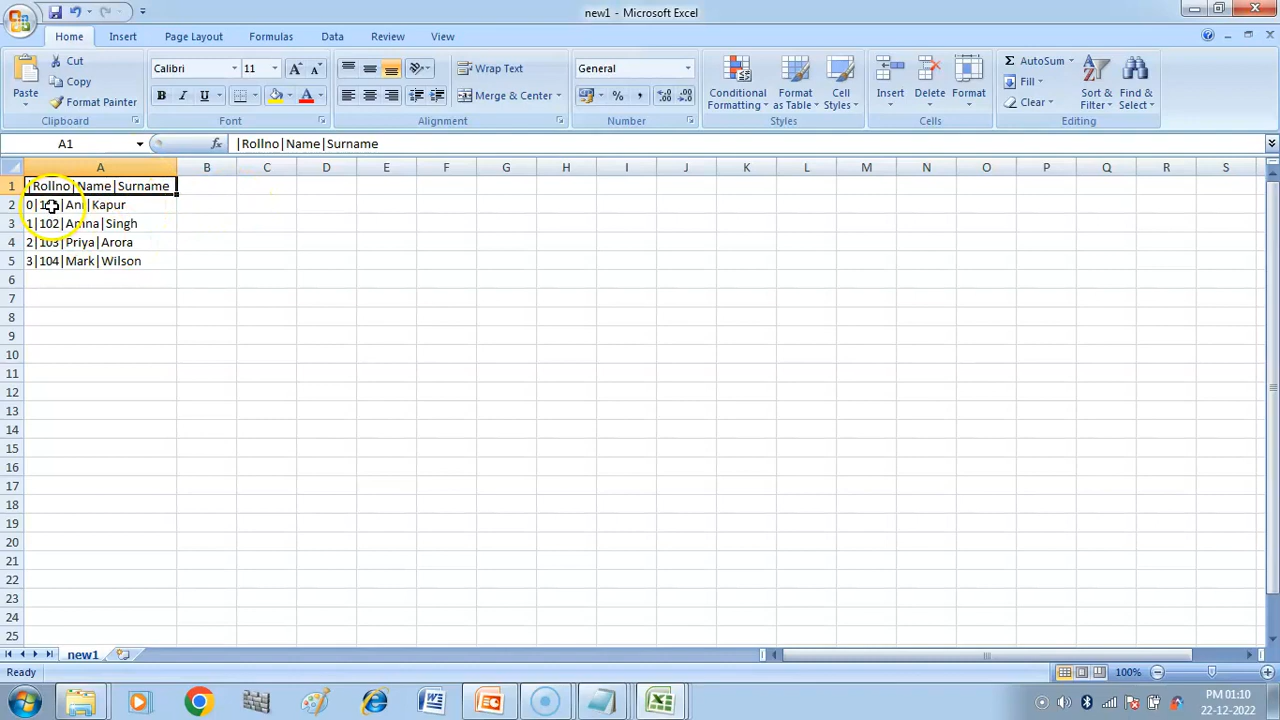 new1 - Microsoft Excel
Home Insert Page Layout Formulas Data Review View
Paste Cut Copy Format Painter Clipboard
Calibri 11 A A B I U A Font
Wrap Text Merge & Center Alignment
General % , Number
Conditional Formatting Format as Table Cell Styles Styles
Insert Delete Format Cells
Σ AutoSum Fill Clear Sort & Filter Find & Select Editing
A1 fx |Rollno|Name|Surname
A B C D E F G H I J K L M N O P Q R S
1 |Rollno|Name|Surname
2 0| |Kapur
3 1|102|Amna|Singh
4 2|103|Priya|Arora
5 3|104|Mark|Wilson
6
7
8
9
10
11
12
13
14
15
16
17
18
19
20
21
22
23
24
25
new1
Ready 100%
PM 01:10
22-12-2022